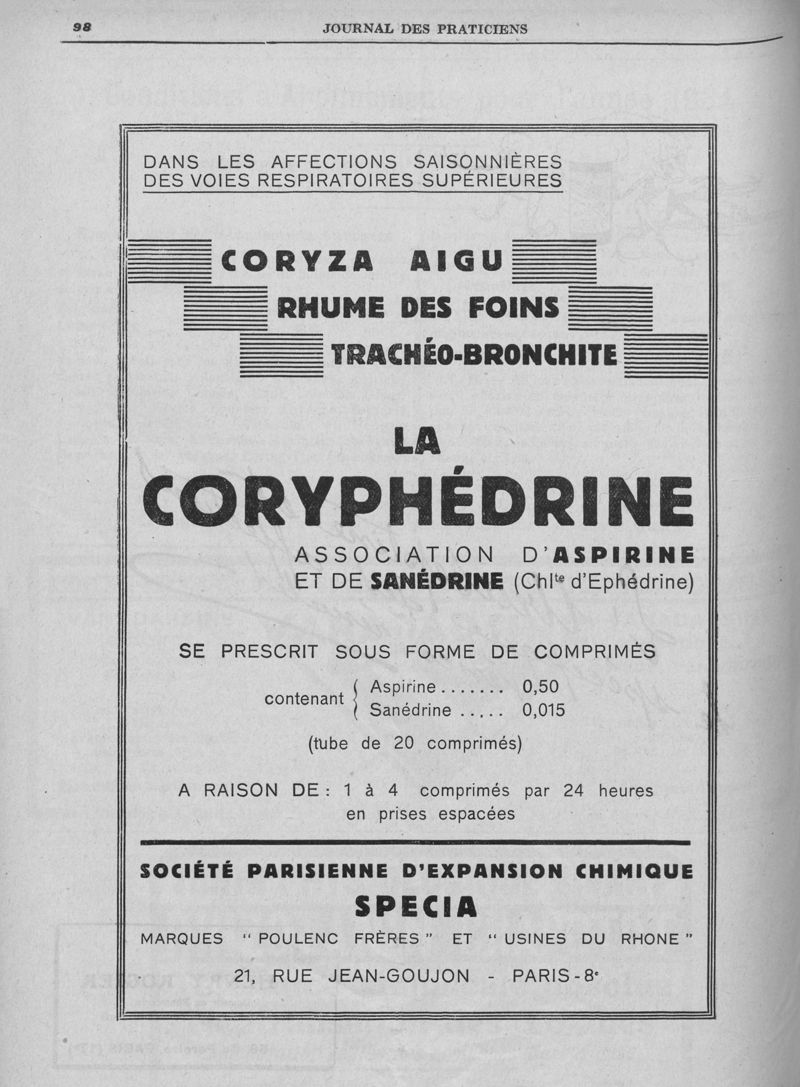 98
JOURNAL DES PRATICIENS
DANS LES AFFECTIONS SAISONNIÈRES
DES VOIES RESPIRATOIRES SUPÉRIEURES
CORYZA AIGU
RHUME DES FOINS
TRACHÉO-BRONCHITE
LA
CORYPHÉDRINE
ASSOCIATION D'ASPIRINE
ET DE SANÉDRINE (Chlte d'Ephédrine)
SE PRESCRIT SOUS FORME DE COMPRIMÉS
contenant { Aspirine ....... 0,50
Sanédrine ..... 0,015
(tube de 20 comprimés)
A RAISON DE : 1 à 4 comprimés par 24 heures
en prises espacées
SOCIÉTÉ PARISIENNE D'EXPANSION CHIMIQUE
SPECIA
MARQUES " POULENC FRÈRES " ET " USINES DU RHONE "
21, RUE JEAN-GOUJON - PARIS-8e